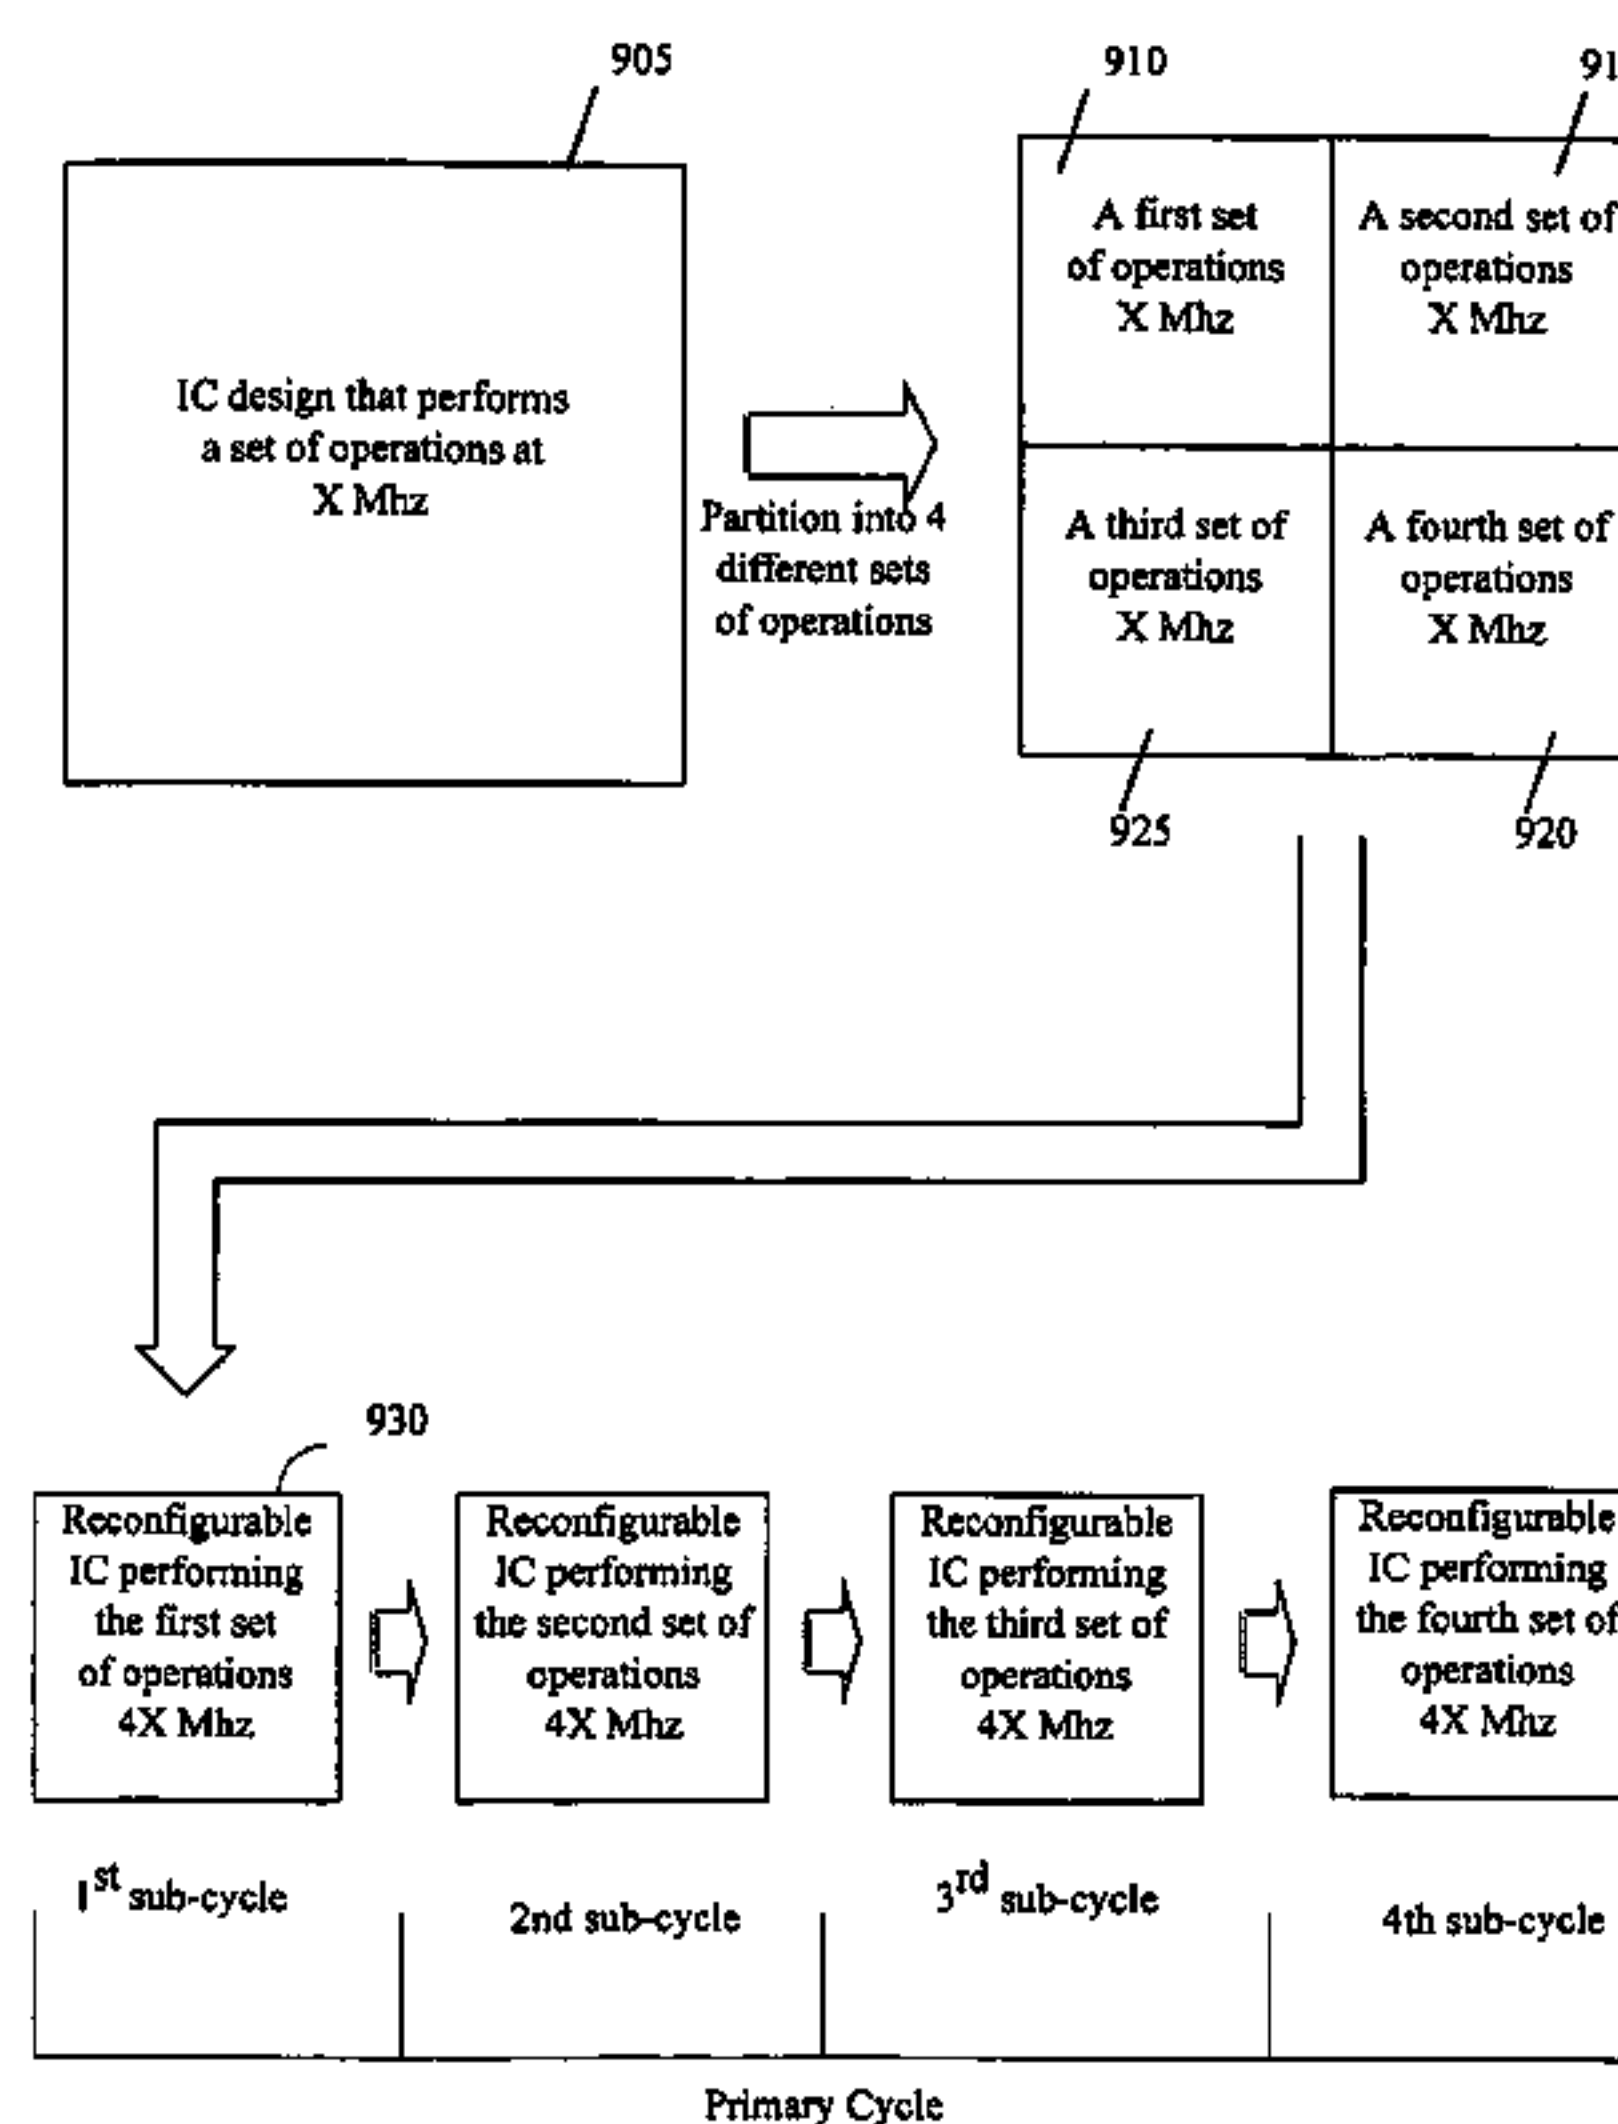 905
910
IC design that performs
a set of operations at
X Mhz
Partition into 4
different sets
of operations
A first set
of operations
X Mhz
A second set of
operations
X Mhz
A third set of
operations
X Mhz
A fourth set of
operations
X Mhz
925
920
930
Reconfigurable
IC performing
the first set
of operations
4X Mhz
Reconfigurable
IC performing
the second set of
operations
4X Mhz
Reconfigurable
IC performing
the third set of
operations
4X Mhz
Reconfigurable
IC performing
the fourth set of
operations
4X Mhz
1st sub-cycle
2nd sub-cycle
3rd sub-cycle
4th sub-cycle
Primary Cycle